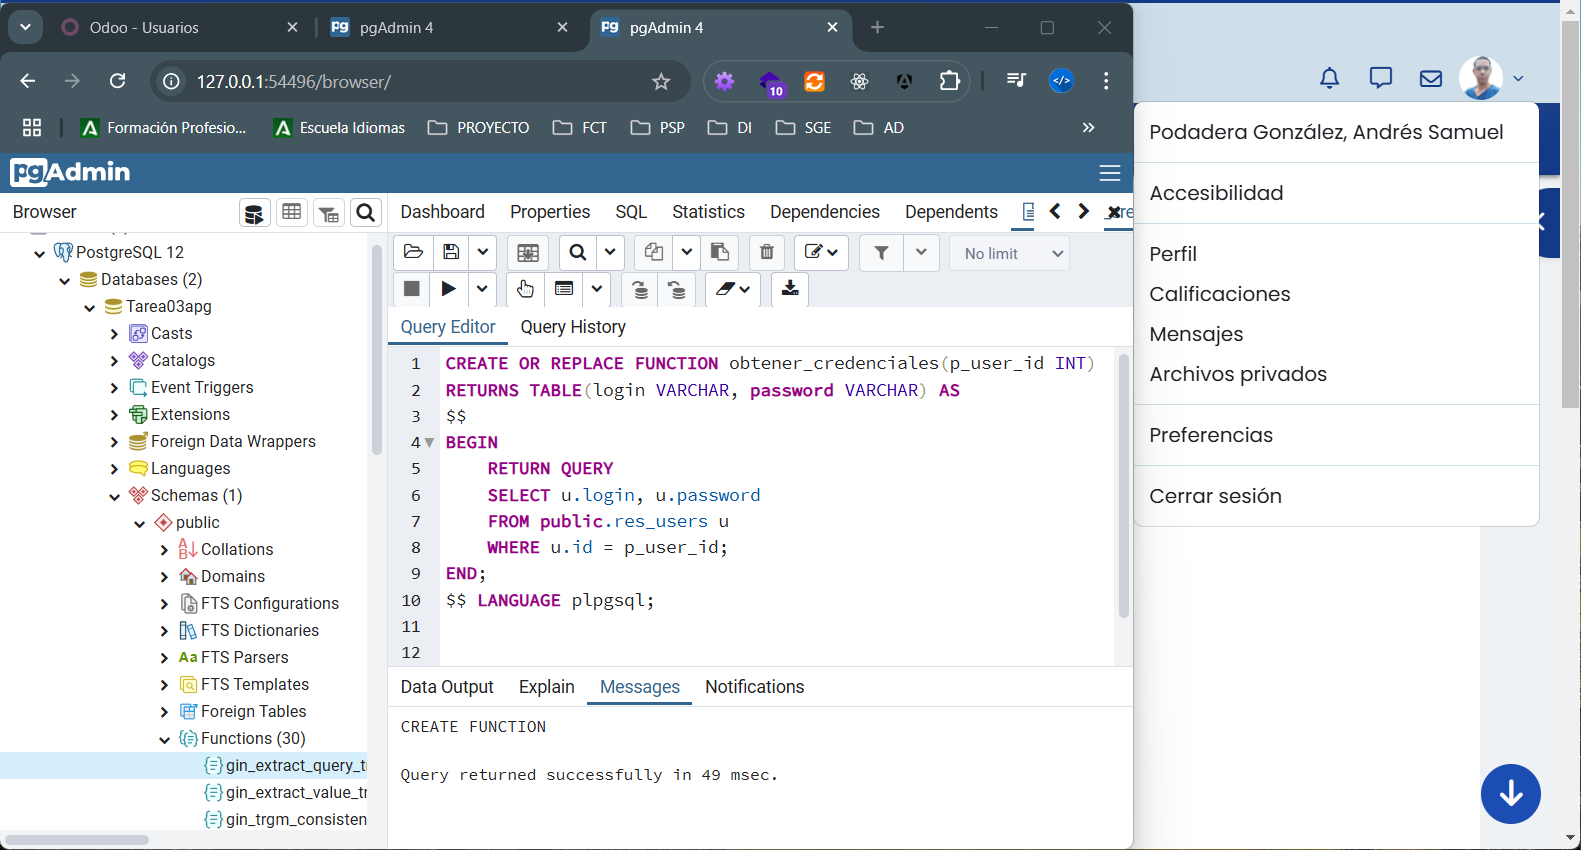 Odoo - Usuarios
pgAdmin 4
pgAdmin 4
127.0.0.1:54496/browser/
10
Formación Profesio...
Escuela Idiomas
PROYECTO
FCT
PSP
DI
SGE
AD
pgAdmin
Browser
Dashboard
Properties
SQL
Statistics
Dependencies
Dependents
PostgreSQL 12
Databases (2)
Tarea03apg
Casts
Catalogs
Event Triggers
Extensions
Foreign Data Wrappers
Languages
Schemas (1)
public
Collations
Domains
FTS Configurations
FTS Dictionaries
FTS Parsers
FTS Templates
Foreign Tables
Functions (30)
gin_extract_query_t
gin_extract_value_t
gin_trgm_consisten
No limit
Query Editor
Query History
1 CREATE OR REPLACE FUNCTION obtener_credenciales(p_user_id INT)
2 RETURNS TABLE(login VARCHAR, password VARCHAR) AS
3 $$
4 BEGIN
5 RETURN QUERY
6 SELECT u.login, u.password
7 FROM public.res_users u
8 WHERE u.id = p_user_id;
9 END;
10 $$ LANGUAGE plpgsql;
11
12
Data Output
Explain
Messages
Notifications
CREATE FUNCTION
Query returned successfully in 49 msec.
Podadera González, Andrés Samuel
Accesibilidad
Perfil
Calificaciones
Mensajes
Archivos privados
Preferencias
Cerrar sesión